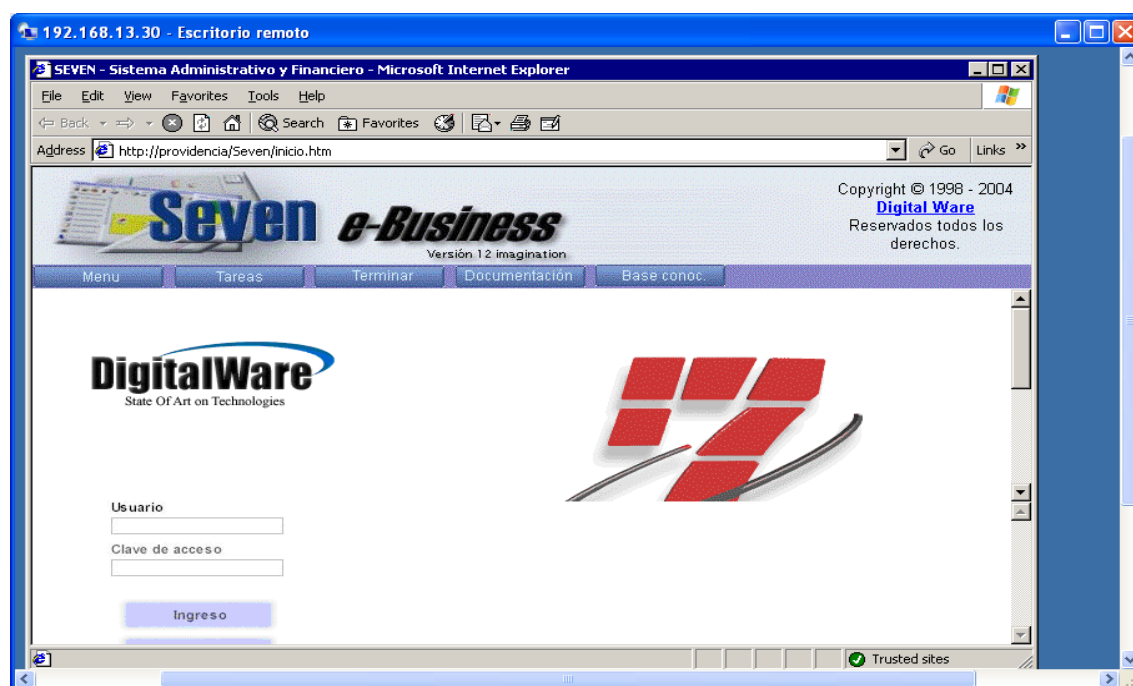 192.168.13.30 - Escritorio remoto
SEVEN - Sistema Administrativo y Financiero - Microsoft Internet Explorer
File Edit View Favorites Tools Help
Back Search Favorites
Address http://providencia/Seven/inicio.htm Go Links »
Seven e-Business
Versión 12 imagination
Copyright © 1998 - 2004
Digital Ware
Reservados todos los
derechos.
Menu Tareas Terminar Documentación Base conoc.
DigitalWare
State Of Art on Technologies
Usuario
Clave de acceso
Ingreso
Trusted sites